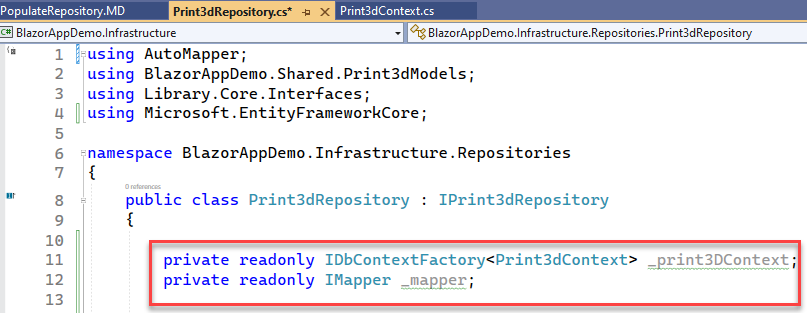 PopulateRepository.MD
Print3dRepository.cs*
Print3dContext.cs
C# BlazorAppDemo.Infrastructure
BlazorAppDemo.Infrastructure.Repositories.Print3dRepository
1 using AutoMapper;
2 using BlazorAppDemo.Shared.Print3dModels;
3 using Library.Core.Interfaces;
4 using Microsoft.EntityFrameworkCore;
5
6 namespace BlazorAppDemo.Infrastructure.Repositories
7 {
0 references
8 public class Print3dRepository : IPrint3dRepository
9 {
10
11 private readonly IDbContextFactory<Print3dContext> _print3DContext;
12 private readonly IMapper _mapper;
13